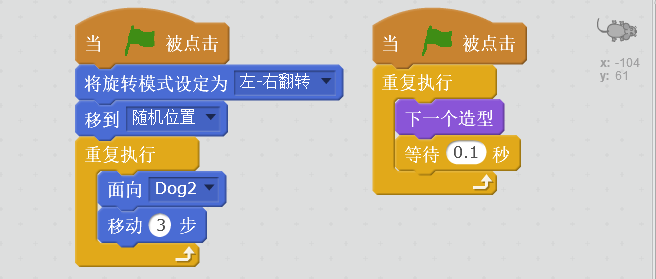 当 被点击
将旋转模式设定为 左-右翻转
移到 随机位置
重复执行
面向 Dog2
移动 3 步
当 被点击
重复执行
下一个造型
等待 0.1 秒
x: -104
y: 61